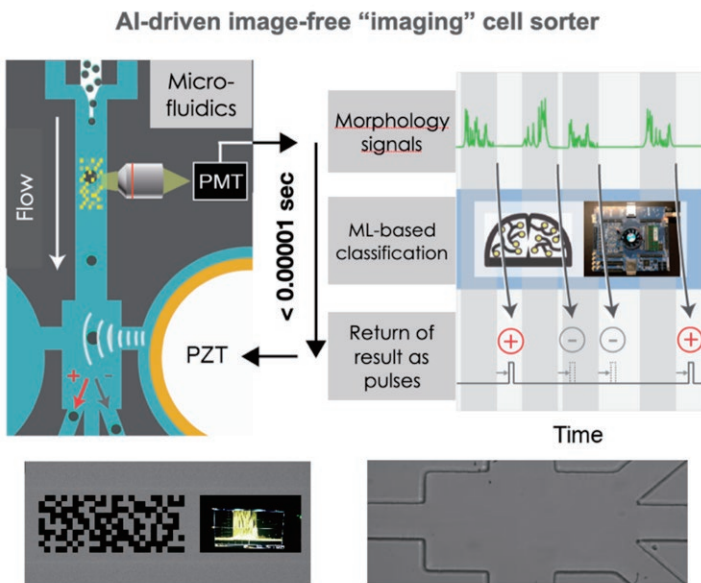 AI-driven image-free “imaging” cell sorter
Micro-
fluidics
Flow
PMT
< 0.00001 sec
PZT
+
-
Morphology
signals
ML-based
classification
Return of
result as
pulses
+
-
-
+
Time